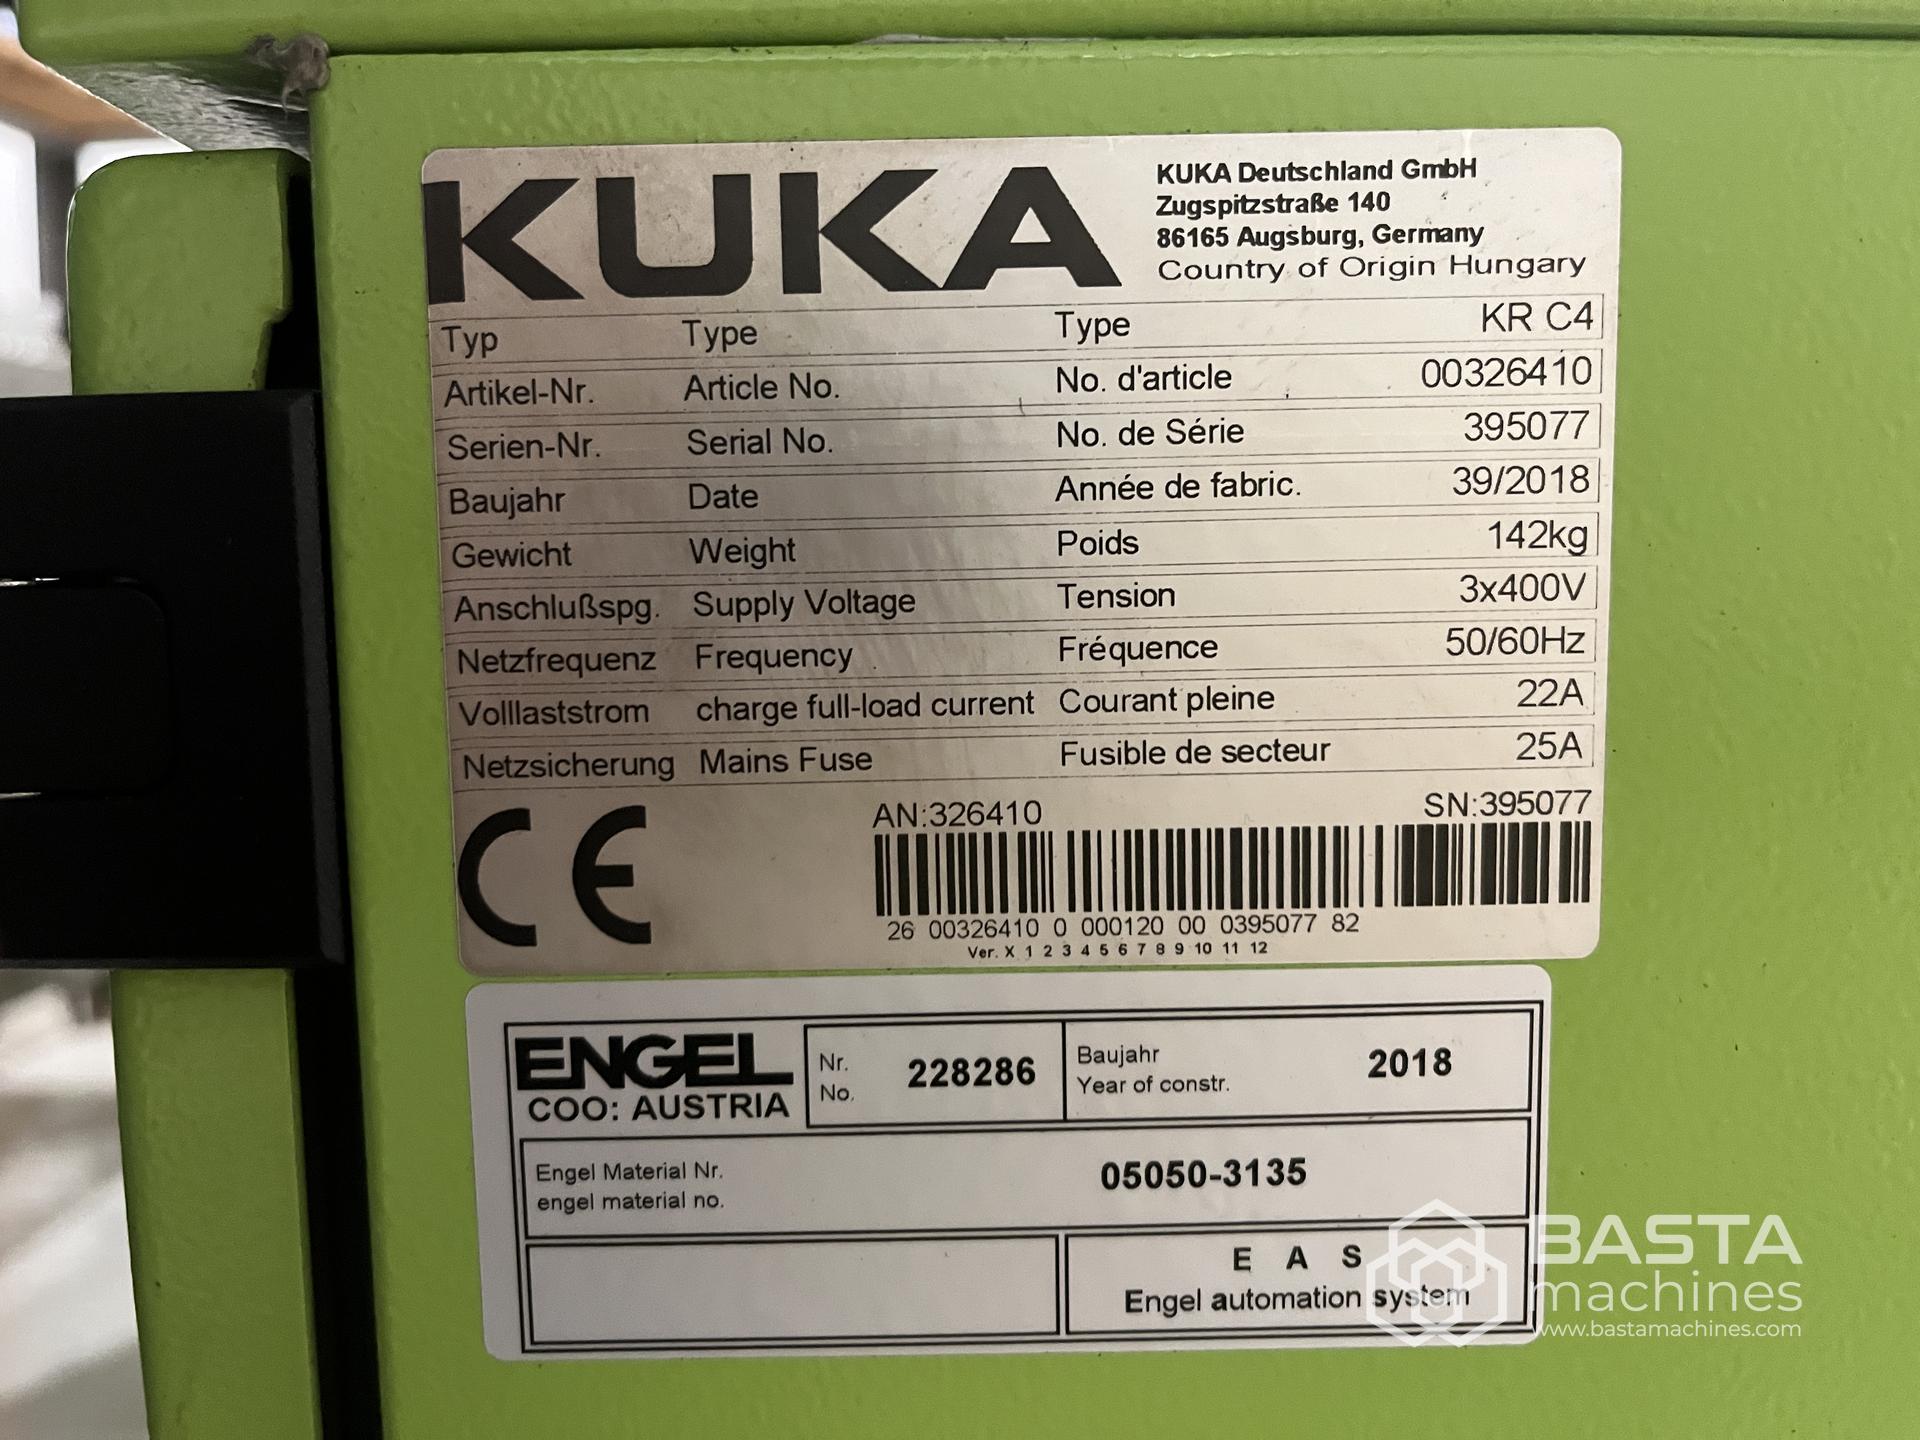 KUKA
KUKA Deutschland GmbH
Zugspitzstraße 140
86165 Augsburg, Germany
Country of Origin Hungary
Typ Type Type KR C4
Artikel-Nr. Article No. No. d'article 00326410
Serien-Nr. Serial No. No. de Série 395077
Baujahr Date Année de fabric. 39/2018
Gewicht Weight Poids 142kg
Anschlußspg. Supply Voltage Tension 3x400V
Netzfrequenz Frequency Fréquence 50/60Hz
Volllaststrom charge full-load current Courant pleine 22A
Netzsicherung Mains Fuse Fusible de secteur 25A
CE
AN:326410 SN:395077
26 00326410 0 000120 00 0395077 82
Ver. X 1 2 3 4 5 6 7 8 9 10 11 12
ENGEL
COO: AUSTRIA
Nr.
No.
228286
Baujahr
Year of constr.
2018
Engel Material Nr.
engel material no.
05050-3135
E A S
Engel automation system
BASTA
machines
www.bastamachines.com